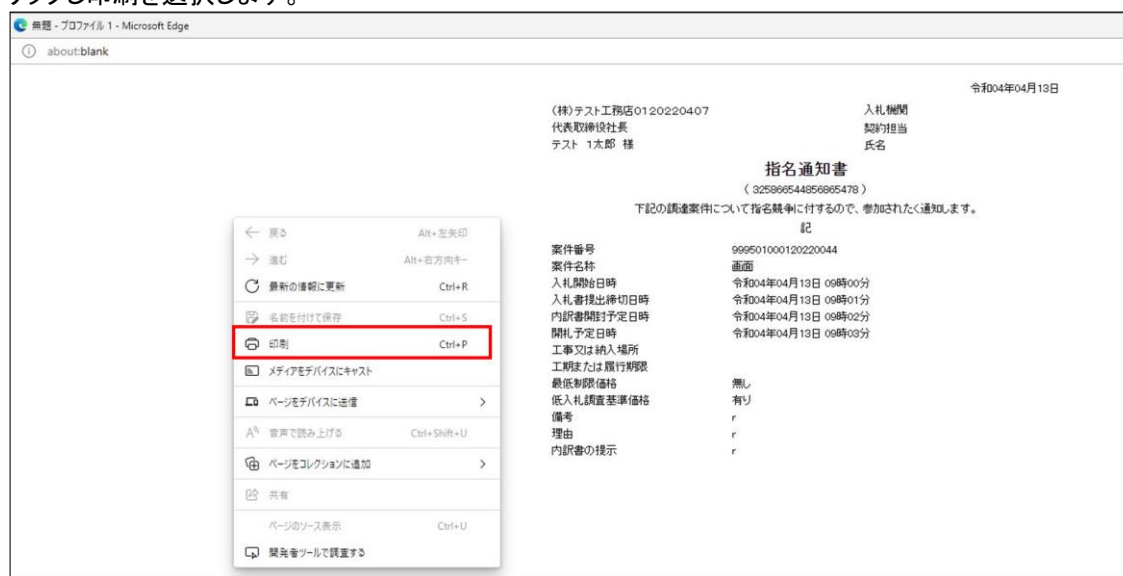 クリックし印刷を選択します。
無題 - プロファイル 1 - Microsoft Edge
about:blank
令和04年04月13日
(株)テスト工務店0120220407 入札機関
代表取締役社長 契約担当
テスト 1太郎 様 氏名
指名通知書
( 325866544856865478 )
下記の調達案件について指名競争に付するので、参加されたく通知します。
記
案件番号 999501000120220044
案件名称 画面
入札開始日時 令和04年04月13日 09時00分
入札書提出締切日時 令和04年04月13日 09時01分
内訳書開封予定日時 令和04年04月13日 09時02分
開札予定日時 令和04年04月13日 09時03分
工事又は納入場所
工期または履行期限
最低制限価格 無し
低入札調査基準価格 有り
備考 r
理由 r
内訳書の提示 r
戻る Alt+左矢印
進む Alt+右方向キー
最新の情報に更新 Ctrl+R
名前を付けて保存 Ctrl+S
印刷 Ctrl+P
メディアをデバイスにキャスト
ページをデバイスに送信
音声で読み上げる Ctrl+Shift+U
ページをコレクションに追加
共有
ページのソース表示 Ctrl+U
開発者ツールで調査する